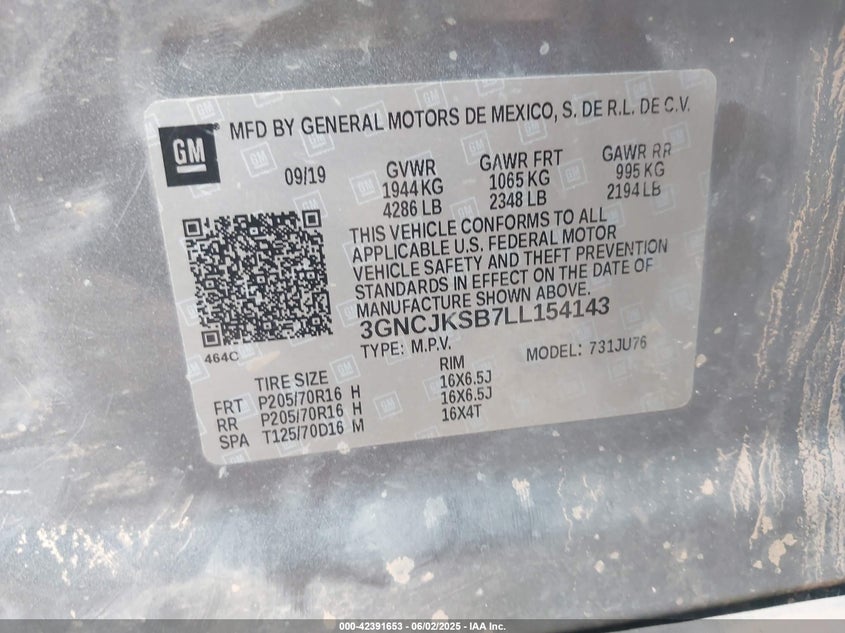 GM ® MFD BY GENERAL MOTORS DE MEXICO, S. DE R.L. DE C.V.
09/19 GVWR GAWR FRT GAWR RR
1944 KG 1065 KG 995 KG
4286 LB 2348 LB 2194 LB
THIS VEHICLE CONFORMS TO ALL
APPLICABLE U.S. FEDERAL MOTOR
VEHICLE SAFETY AND THEFT PREVENTION
STANDARDS IN EFFECT ON THE DATE OF
MANUFACTURE SHOWN ABOVE.
3GNCJKSB7LL154143
464C
TYPE: M.P.V. MODEL: 731JU76
TIRE SIZE RIM
FRT P205/70R16 H 16X6.5J
RR P205/70R16 H 16X6.5J
SPA T125/70D16 M 16X4T
000-42391653 - 06/02/2025 - IAA Inc.